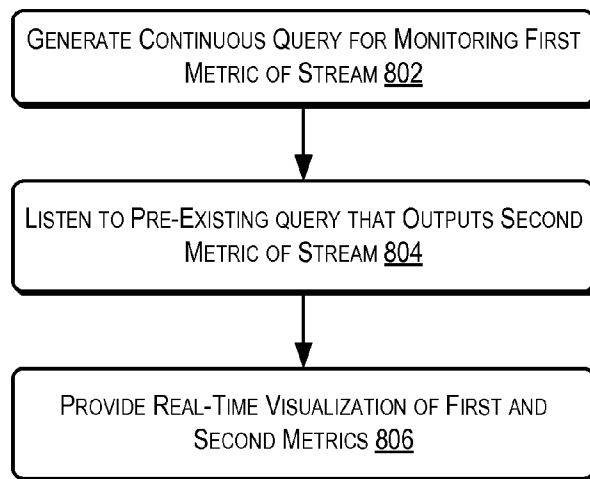 GENERATE CONTINUOUS QUERY FOR MONITORING FIRST
METRIC OF STREAM 802
LISTEN TO PRE-EXISTING QUERY THAT OUTPUTS SECOND
METRIC OF STREAM 804
PROVIDE REAL-TIME VISUALIZATION OF FIRST AND
SECOND METRICS 806